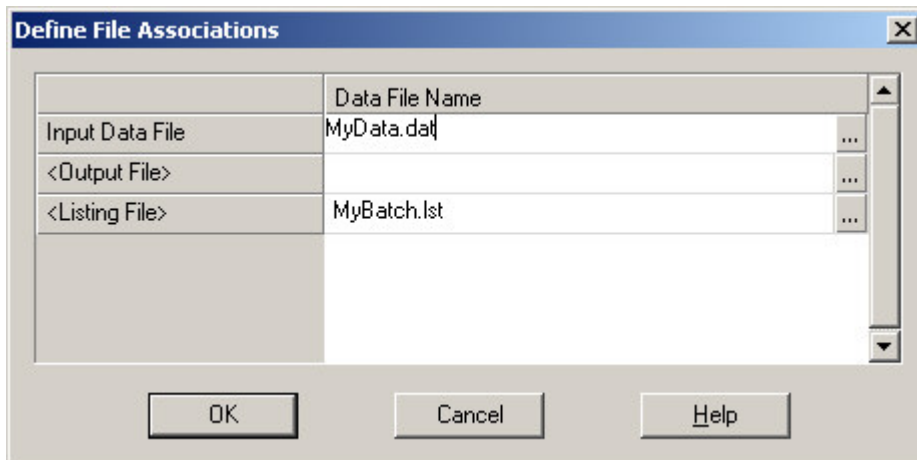 Define File Associations
Data File Name
Input Data File MyData.dat ...
<Output File> ...
<Listing File> MyBatch.lst ...
OK Cancel Help